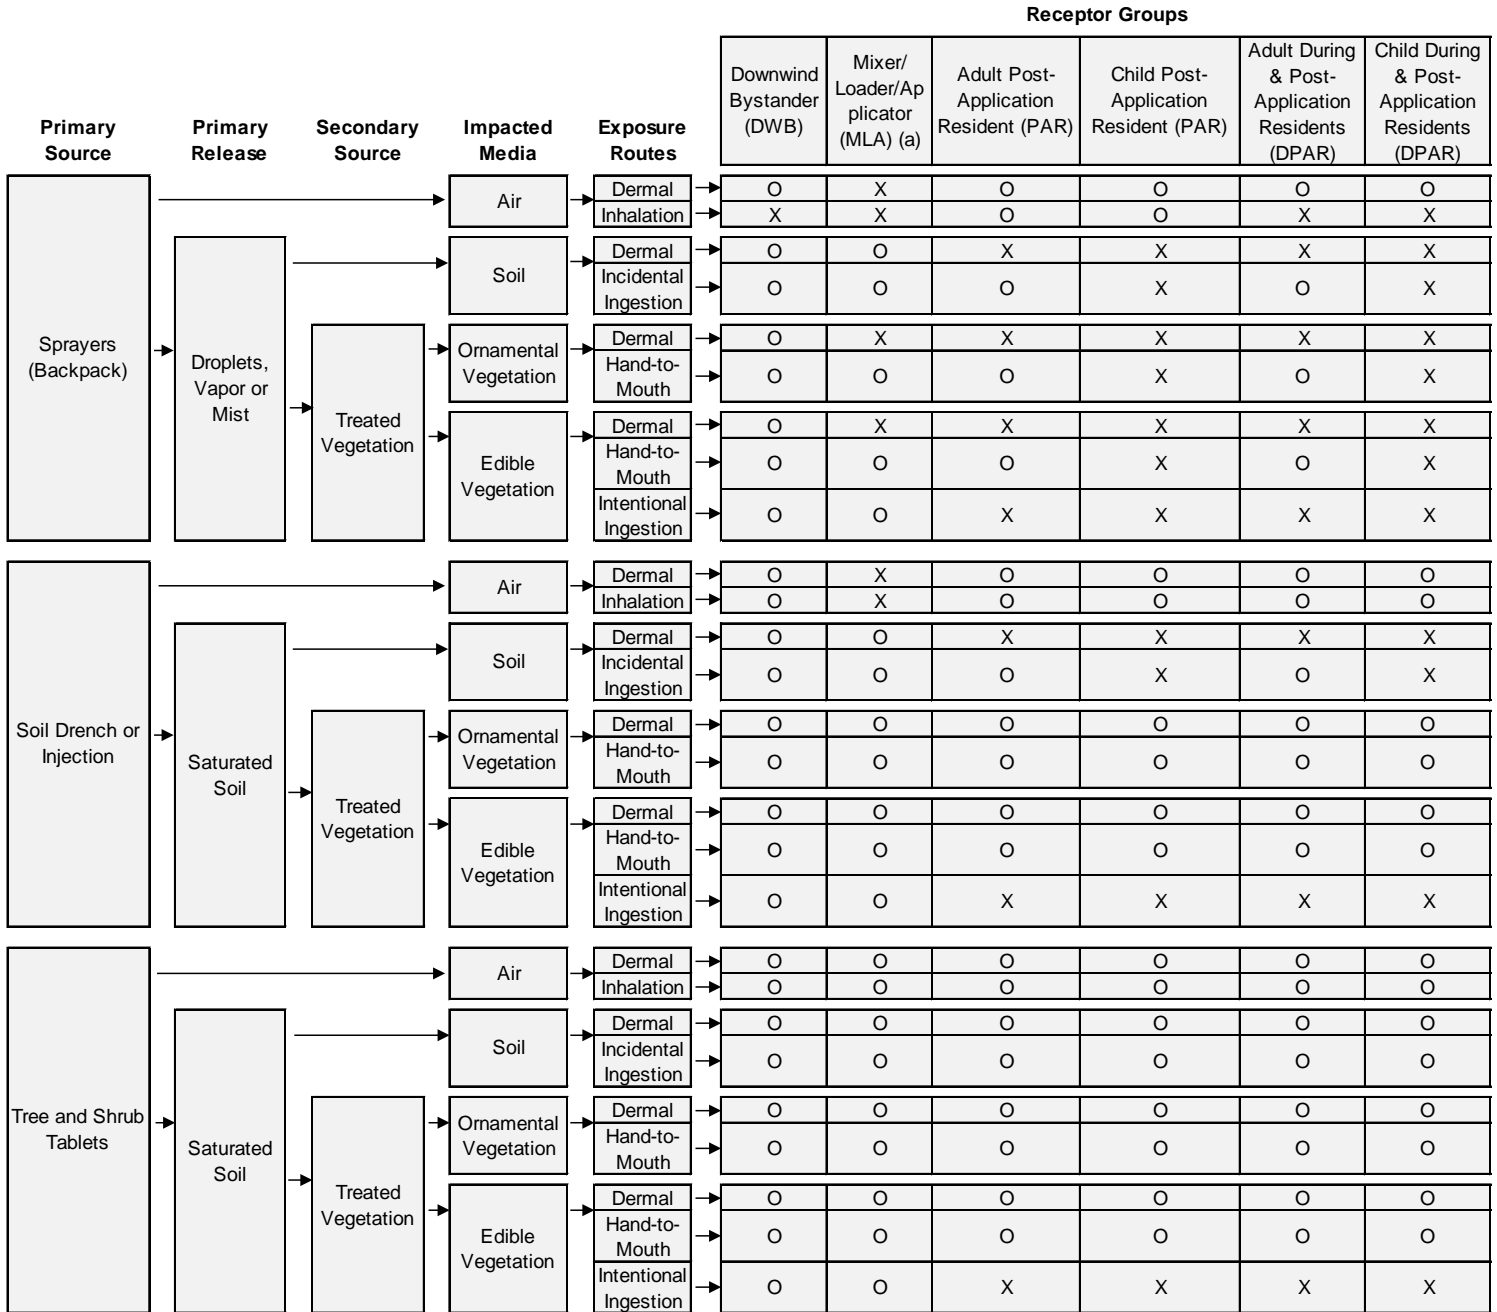 Receptor Groups
Primary
Source
Primary
Release
Secondary
Source
Impacted
Media
Exposure
Routes
Downwind
Bystander
(DWB)
Mixer/
Loader/Ap
plicator
(MLA) (a)
Adult Post-
Application
Resident (PAR)
Child Post-
Application
Resident (PAR)
Adult During
& Post-
Application
Residents
(DPAR)
Child During
& Post-
Application
Residents
(DPAR)
Sprayers
(Backpack)
Droplets,
Vapor or
Mist
Treated
Vegetation
Air
Dermal O X O O O O
Inhalation X X O O X X
Soil
Dermal O O X X X X
Incidental
Ingestion
O O O X O X
Ornamental
Vegetation
Dermal O X X X X X
Hand-to-
Mouth
O O O X O X
Edible
Vegetation
Dermal O X X X X X
Hand-to-
Mouth
O O O X O X
Intentional
Ingestion
O O X X X X
Soil Drench or
Injection
Saturated
Soil
Treated
Vegetation
Air
Dermal O X O O O O
Inhalation O X O O O O
Soil
Dermal O O X X X X
Incidental
Ingestion
O O O X O X
Ornamental
Vegetation
Dermal O O O O O O
Hand-to-
Mouth
O O O O O O
Edible
Vegetation
Dermal O O O O O O
Hand-to-
Mouth
O O O O O O
Intentional
Ingestion
O O X X X X
Tree and Shrub
Tablets
Saturated
Soil
Treated
Vegetation
Air
Dermal O O O O O O
Inhalation O O O O O O
Soil
Dermal O O O O O O
Incidental
Ingestion
O O O O O O
Ornamental
Vegetation
Dermal O O O O O O
Hand-to-
Mouth
O O O O O O
Edible
Vegetation
Dermal O O O O O O
Hand-to-
Mouth
O O O O O O
Intentional
Ingestion
O O X X X X